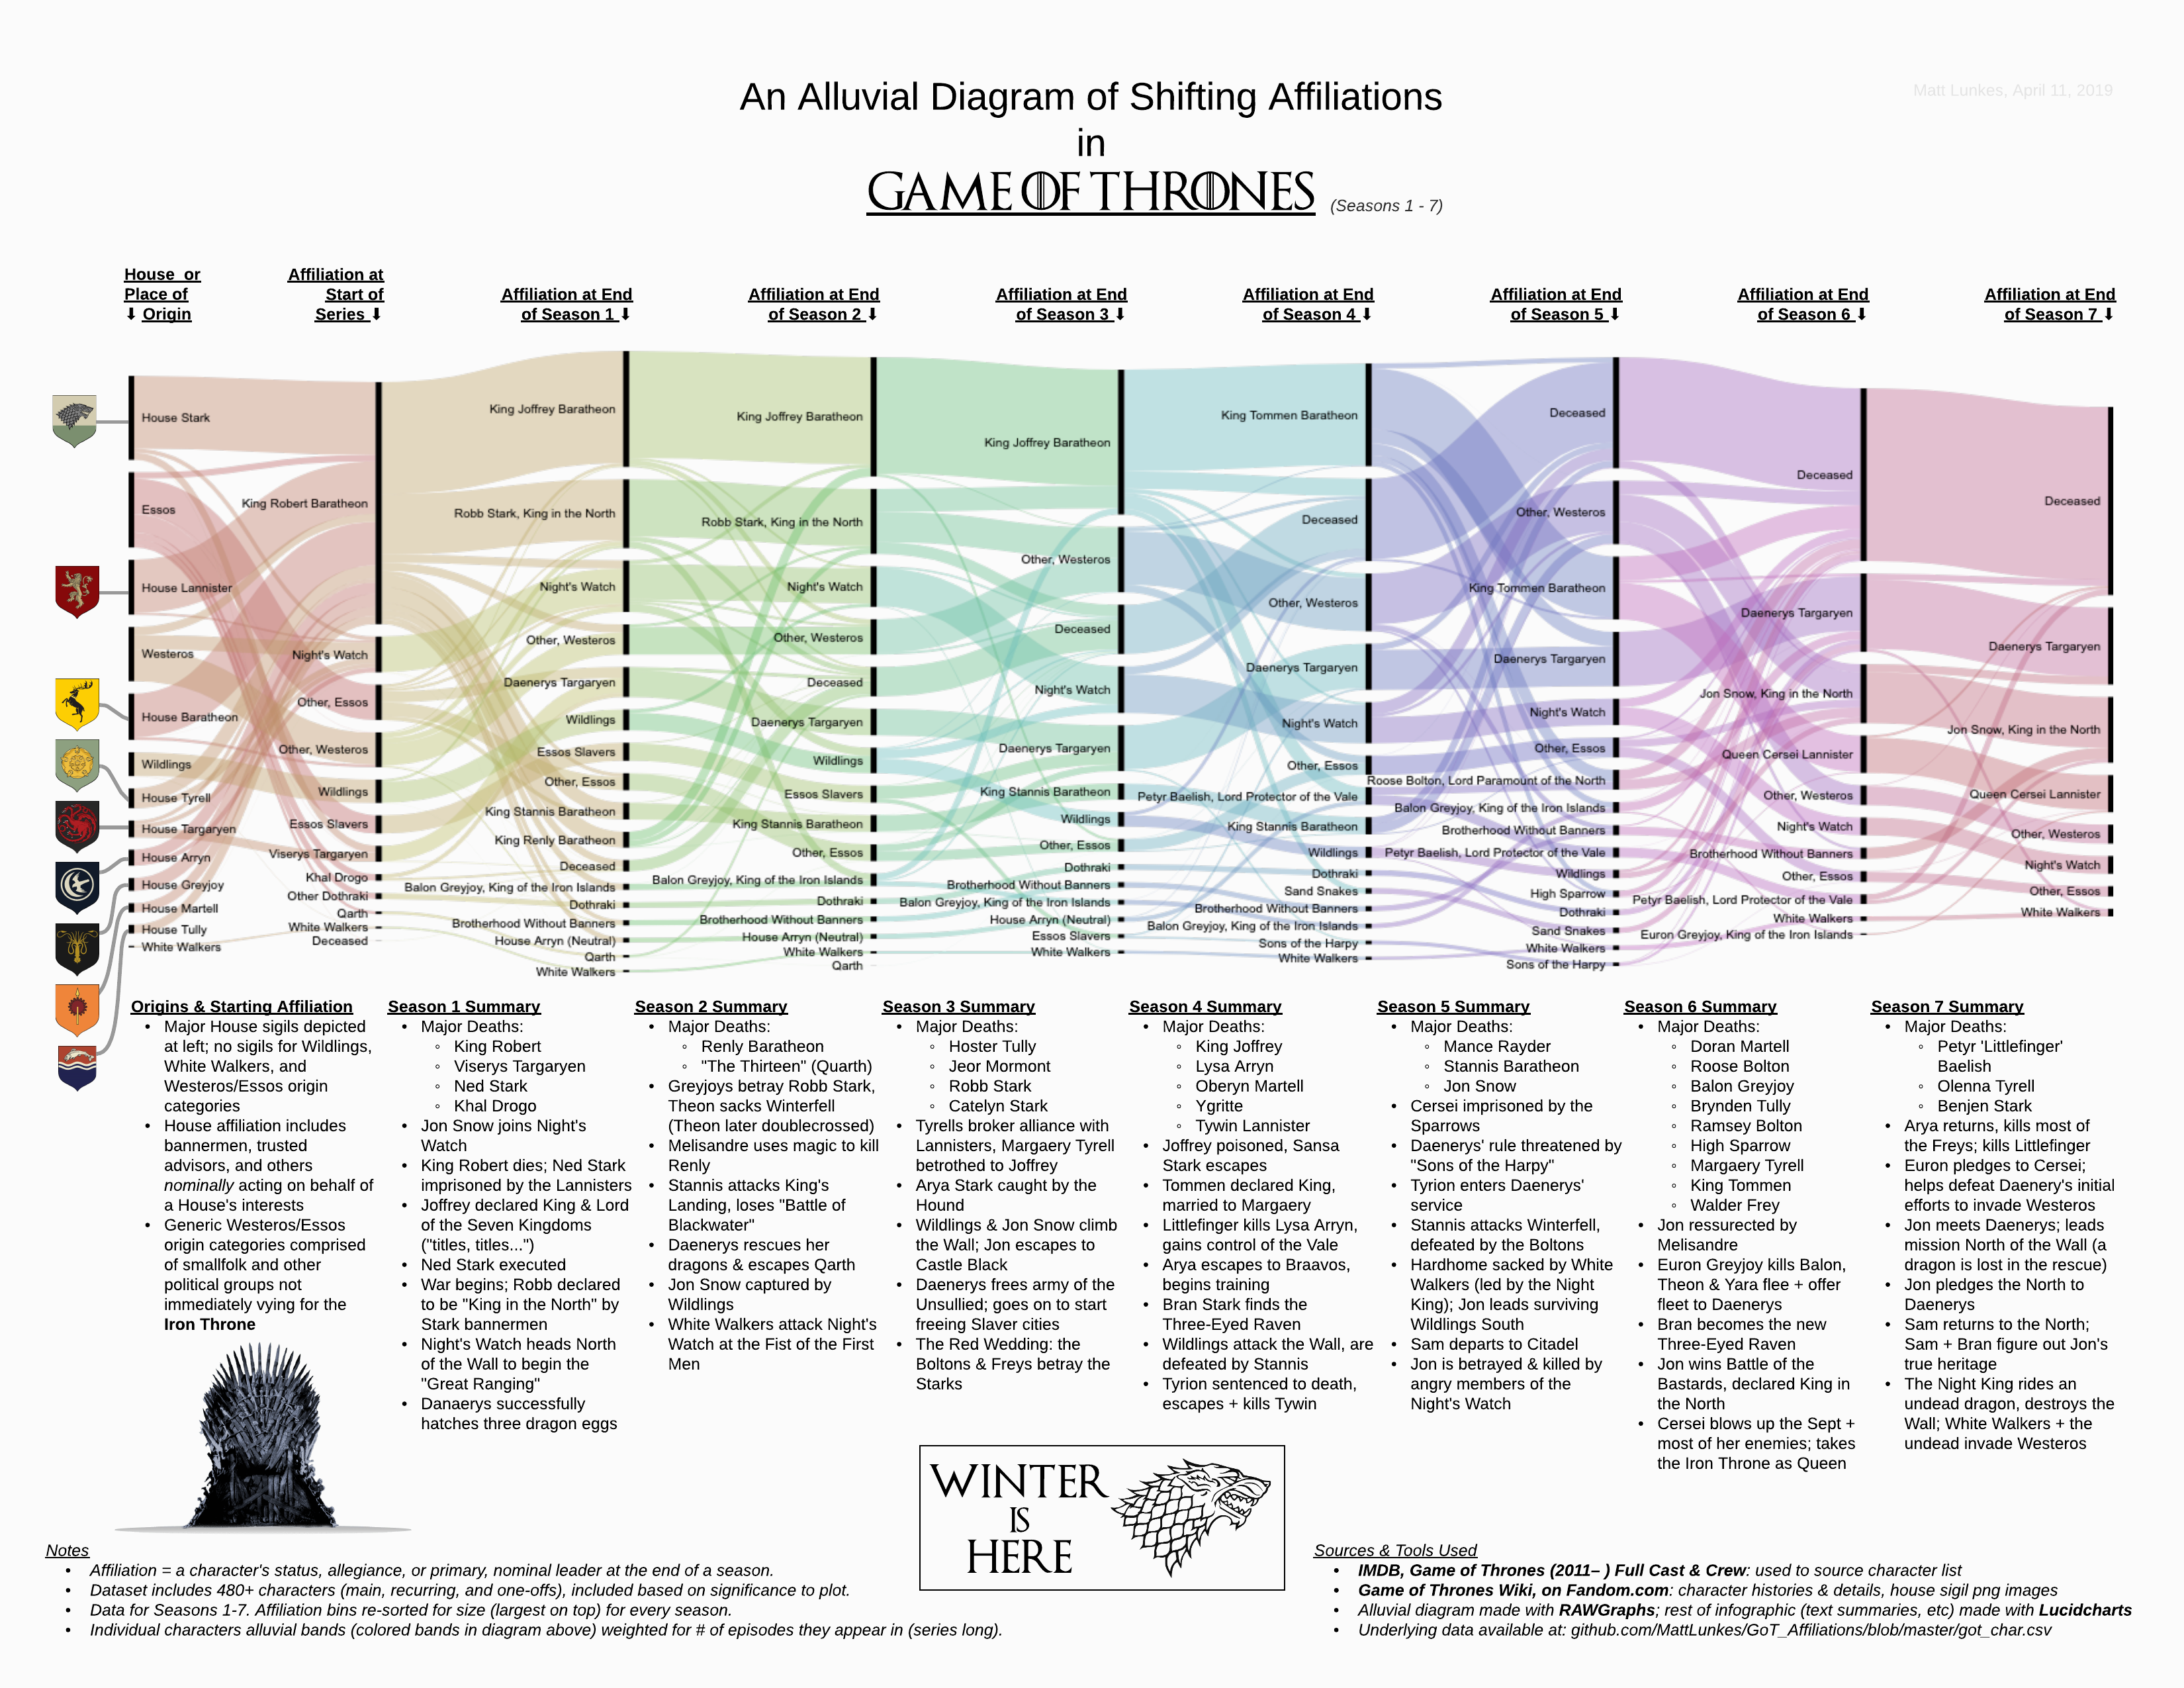 An Alluvial Diagram of Shifting Affiliations
in
GAME OF THRONES (Seasons 1 - 7)
Matt Lunkes, April 11, 2019
House or
Place of
⬇ Origin
Affiliation at
Start of
Series ⬇
Affiliation at End
of Season 1 ⬇
Affiliation at End
of Season 2 ⬇
Affiliation at End
of Season 3 ⬇
Affiliation at End
of Season 4 ⬇
Affiliation at End
of Season 5 ⬇
Affiliation at End
of Season 6 ⬇
Affiliation at End
of Season 7 ⬇
House Stark
Essos
House Lannister
Westeros
House Baratheon
Wildlings
House Tyrell
House Targaryen
House Arryn
House Greyjoy
House Martell
House Tully
White Walkers
King Robert Baratheon
Night's Watch
Other, Essos
Other, Westeros
Wildlings
Essos Slavers
Viserys Targaryen
Khal Drogo
Other Dothraki
Qarth
White Walkers
Deceased
King Joffrey Baratheon
Robb Stark, King in the North
Night's Watch
Other, Westeros
Daenerys Targaryen
Wildlings
Essos Slavers
Other, Essos
King Stannis Baratheon
King Renly Baratheon
Deceased
Balon Greyjoy, King of the Iron Islands
Dothraki
Brotherhood Without Banners
House Arryn (Neutral)
Qarth
White Walkers
King Joffrey Baratheon
Robb Stark, King in the North
Night's Watch
Other, Westeros
Deceased
Daenerys Targaryen
Wildlings
Essos Slavers
King Stannis Baratheon
Other, Essos
Balon Greyjoy, King of the Iron Islands
Dothraki
Brotherhood Without Banners
House Arryn (Neutral)
White Walkers
Qarth
King Joffrey Baratheon
Other, Westeros
Deceased
Night's Watch
Daenerys Targaryen
King Stannis Baratheon
Wildlings
Other, Essos
Dothraki
Brotherhood Without Banners
Balon Greyjoy, King of the Iron Islands
House Arryn (Neutral)
Essos Slavers
White Walkers
King Tommen Baratheon
Deceased
Other, Westeros
Daenerys Targaryen
Night's Watch
Other, Essos
Petyr Baelish, Lord Protector of the Vale
King Stannis Baratheon
Wildlings
Dothraki
Sand Snakes
Brotherhood Without Banners
Balon Greyjoy, King of the Iron Islands
Sons of the Harpy
White Walkers
Deceased
Other, Westeros
King Tommen Baratheon
Daenerys Targaryen
Night's Watch
Other, Essos
Roose Bolton, Lord Paramount of the North
Balon Greyjoy, King of the Iron Islands
Brotherhood Without Banners
Petyr Baelish, Lord Protector of the Vale
Wildlings
High Sparrow
Dothraki
Sand Snakes
White Walkers
Sons of the Harpy
Deceased
Daenerys Targaryen
Jon Snow, King in the North
Queen Cersei Lannister
Other, Westeros
Night's Watch
Brotherhood Without Banners
Other, Essos
Petyr Baelish, Lord Protector of the Vale
White Walkers
Euron Greyjoy, King of the Iron Islands
Deceased
Daenerys Targaryen
Jon Snow, King in the North
Queen Cersei Lannister
Other, Westeros
Night's Watch
Other, Essos
White Walkers
Origins & Starting Affiliation
• Major House sigils depicted
at left; no sigils for Wildlings,
White Walkers, and
Westeros/Essos origin
categories
• House affiliation includes
bannermen, trusted
advisors, and others
nominally acting on behalf of
a House's interests
• Generic Westeros/Essos
origin categories comprised
of smallfolk and other
political groups not
immediately vying for the
Iron Throne
Season 1 Summary
• Major Deaths:
◦ King Robert
◦ Viserys Targaryen
◦ Ned Stark
◦ Khal Drogo
• Jon Snow joins Night's
Watch
• King Robert dies; Ned Stark
imprisoned by the Lannisters
• Joffrey declared King & Lord
of the Seven Kingdoms
("titles, titles...")
• Ned Stark executed
• War begins; Robb declared
to be "King in the North" by
Stark bannermen
• Night's Watch heads North
of the Wall to begin the
"Great Ranging"
• Danaerys successfully
hatches three dragon eggs
Season 2 Summary
• Major Deaths:
◦ Renly Baratheon
◦ "The Thirteen" (Quarth)
• Greyjoys betray Robb Stark,
Theon sacks Winterfell
(Theon later doublecrossed)
• Melisandre uses magic to kill
Renly
• Stannis attacks King's
Landing, loses "Battle of
Blackwater"
• Daenerys rescues her
dragons & escapes Qarth
• Jon Snow captured by
Wildlings
• White Walkers attack Night's
Watch at the Fist of the First
Men
Season 3 Summary
• Major Deaths:
◦ Hoster Tully
◦ Jeor Mormont
◦ Robb Stark
◦ Catelyn Stark
• Tyrells broker alliance with
Lannisters, Margaery Tyrell
betrothed to Joffrey
• Arya Stark caught by the
Hound
• Wildlings & Jon Snow climb
the Wall; Jon escapes to
Castle Black
• Daenerys frees army of the
Unsullied; goes on to start
freeing Slaver cities
• The Red Wedding: the
Boltons & Freys betray the
Starks
Season 4 Summary
• Major Deaths:
◦ King Joffrey
◦ Lysa Arryn
◦ Oberyn Martell
◦ Ygritte
◦ Tywin Lannister
• Joffrey poisoned, Sansa
Stark escapes
• Tommen declared King,
married to Margaery
• Littlefinger kills Lysa Arryn,
gains control of the Vale
• Arya escapes to Braavos,
begins training
• Bran Stark finds the
Three-Eyed Raven
• Wildlings attack the Wall, are
defeated by Stannis
• Tyrion sentenced to death,
escapes + kills Tywin
Season 5 Summary
• Major Deaths:
◦ Mance Rayder
◦ Stannis Baratheon
◦ Jon Snow
• Cersei imprisoned by the
Sparrows
• Daenerys' rule threatened by
"Sons of the Harpy"
• Tyrion enters Daenerys'
service
• Stannis attacks Winterfell,
defeated by the Boltons
• Hardhome sacked by White
Walkers (led by the Night
King); Jon leads surviving
Wildlings South
• Sam departs to Citadel
• Jon is betrayed & killed by
angry members of the
Night's Watch
Season 6 Summary
• Major Deaths:
◦ Doran Martell
◦ Roose Bolton
◦ Balon Greyjoy
◦ Brynden Tully
◦ Ramsey Bolton
◦ High Sparrow
◦ Margaery Tyrell
◦ King Tommen
◦ Walder Frey
• Jon ressurected by
Melisandre
• Euron Greyjoy kills Balon,
Theon & Yara flee + offer
fleet to Daenerys
• Bran becomes the new
Three-Eyed Raven
• Jon wins Battle of the
Bastards, declared King in
the North
• Cersei blows up the Sept +
most of her enemies; takes
the Iron Throne as Queen
Season 7 Summary
• Major Deaths:
◦ Petyr 'Littlefinger'
Baelish
◦ Olenna Tyrell
◦ Benjen Stark
• Arya returns, kills most of
the Freys; kills Littlefinger
• Euron pledges to Cersei;
helps defeat Daenery's initial
efforts to invade Westeros
• Jon meets Daenerys; leads
mission North of the Wall (a
dragon is lost in the rescue)
• Jon pledges the North to
Daenerys
• Sam returns to the North;
Sam + Bran figure out Jon's
true heritage
• The Night King rides an
undead dragon, destroys the
Wall; White Walkers + the
undead invade Westeros
WINTER
IS
HERE
Notes
• Affiliation = a character's status, allegiance, or primary, nominal leader at the end of a season.
• Dataset includes 480+ characters (main, recurring, and one-offs), included based on significance to plot.
• Data for Seasons 1-7. Affiliation bins re-sorted for size (largest on top) for every season.
• Individual characters alluvial bands (colored bands in diagram above) weighted for # of episodes they appear in (series long).
Sources & Tools Used
• IMDB, Game of Thrones (2011– ) Full Cast & Crew: used to source character list
• Game of Thrones Wiki, on Fandom.com: character histories & details, house sigil png images
• Alluvial diagram made with RAWGraphs; rest of infographic (text summaries, etc) made with Lucidcharts
• Underlying data available at: github.com/MattLunkes/GoT_Affiliations/blob/master/got_char.csv